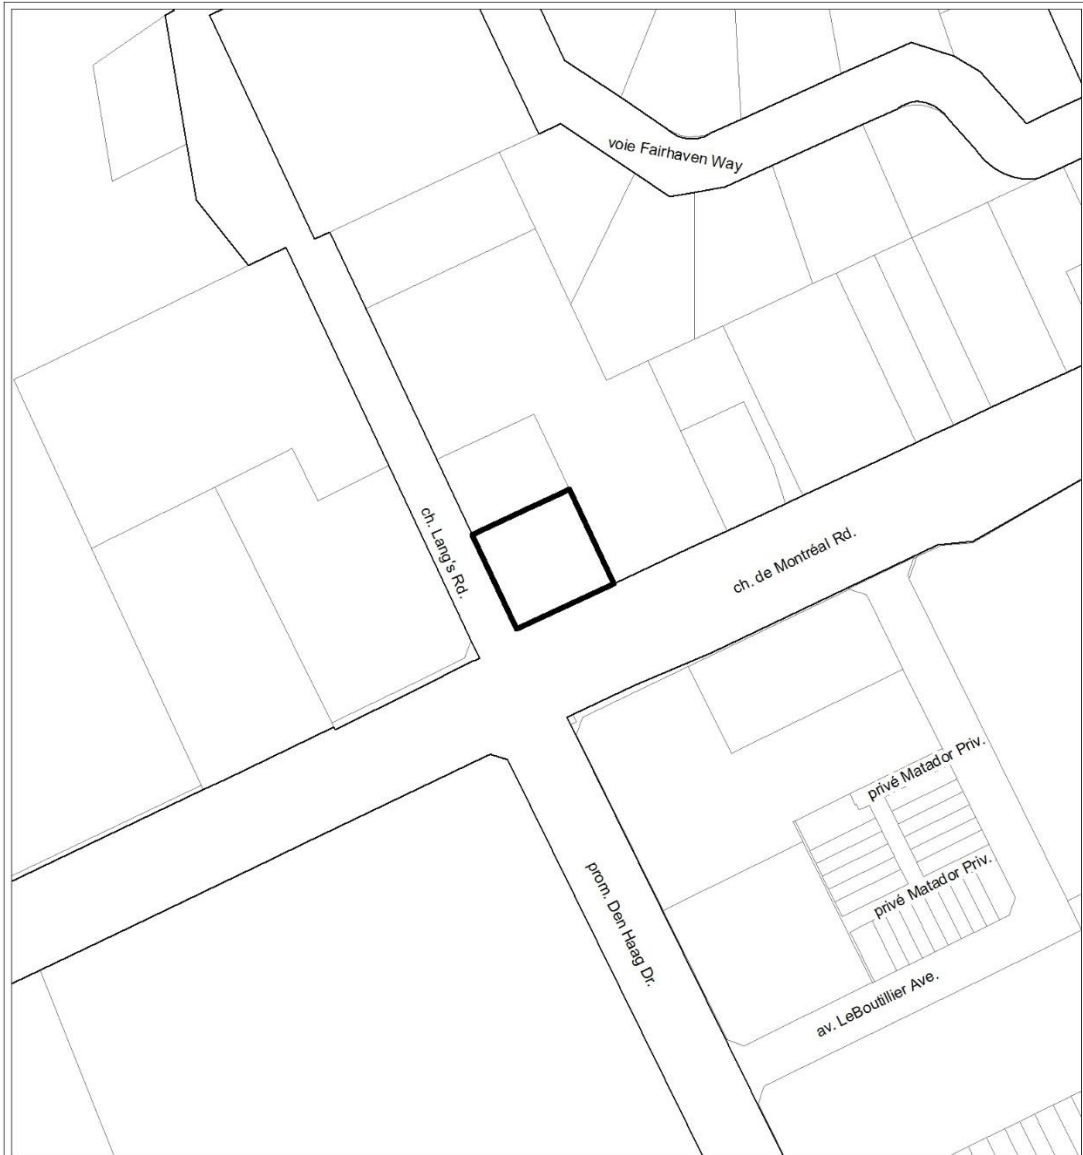 voie Fairhaven Way
ch. Lang's Rd.
ch. de Montréal Rd.
privé Matador Priv.
privé Matador Priv.
prom. Den Haag Dr.
av. LeBoutillier Ave.